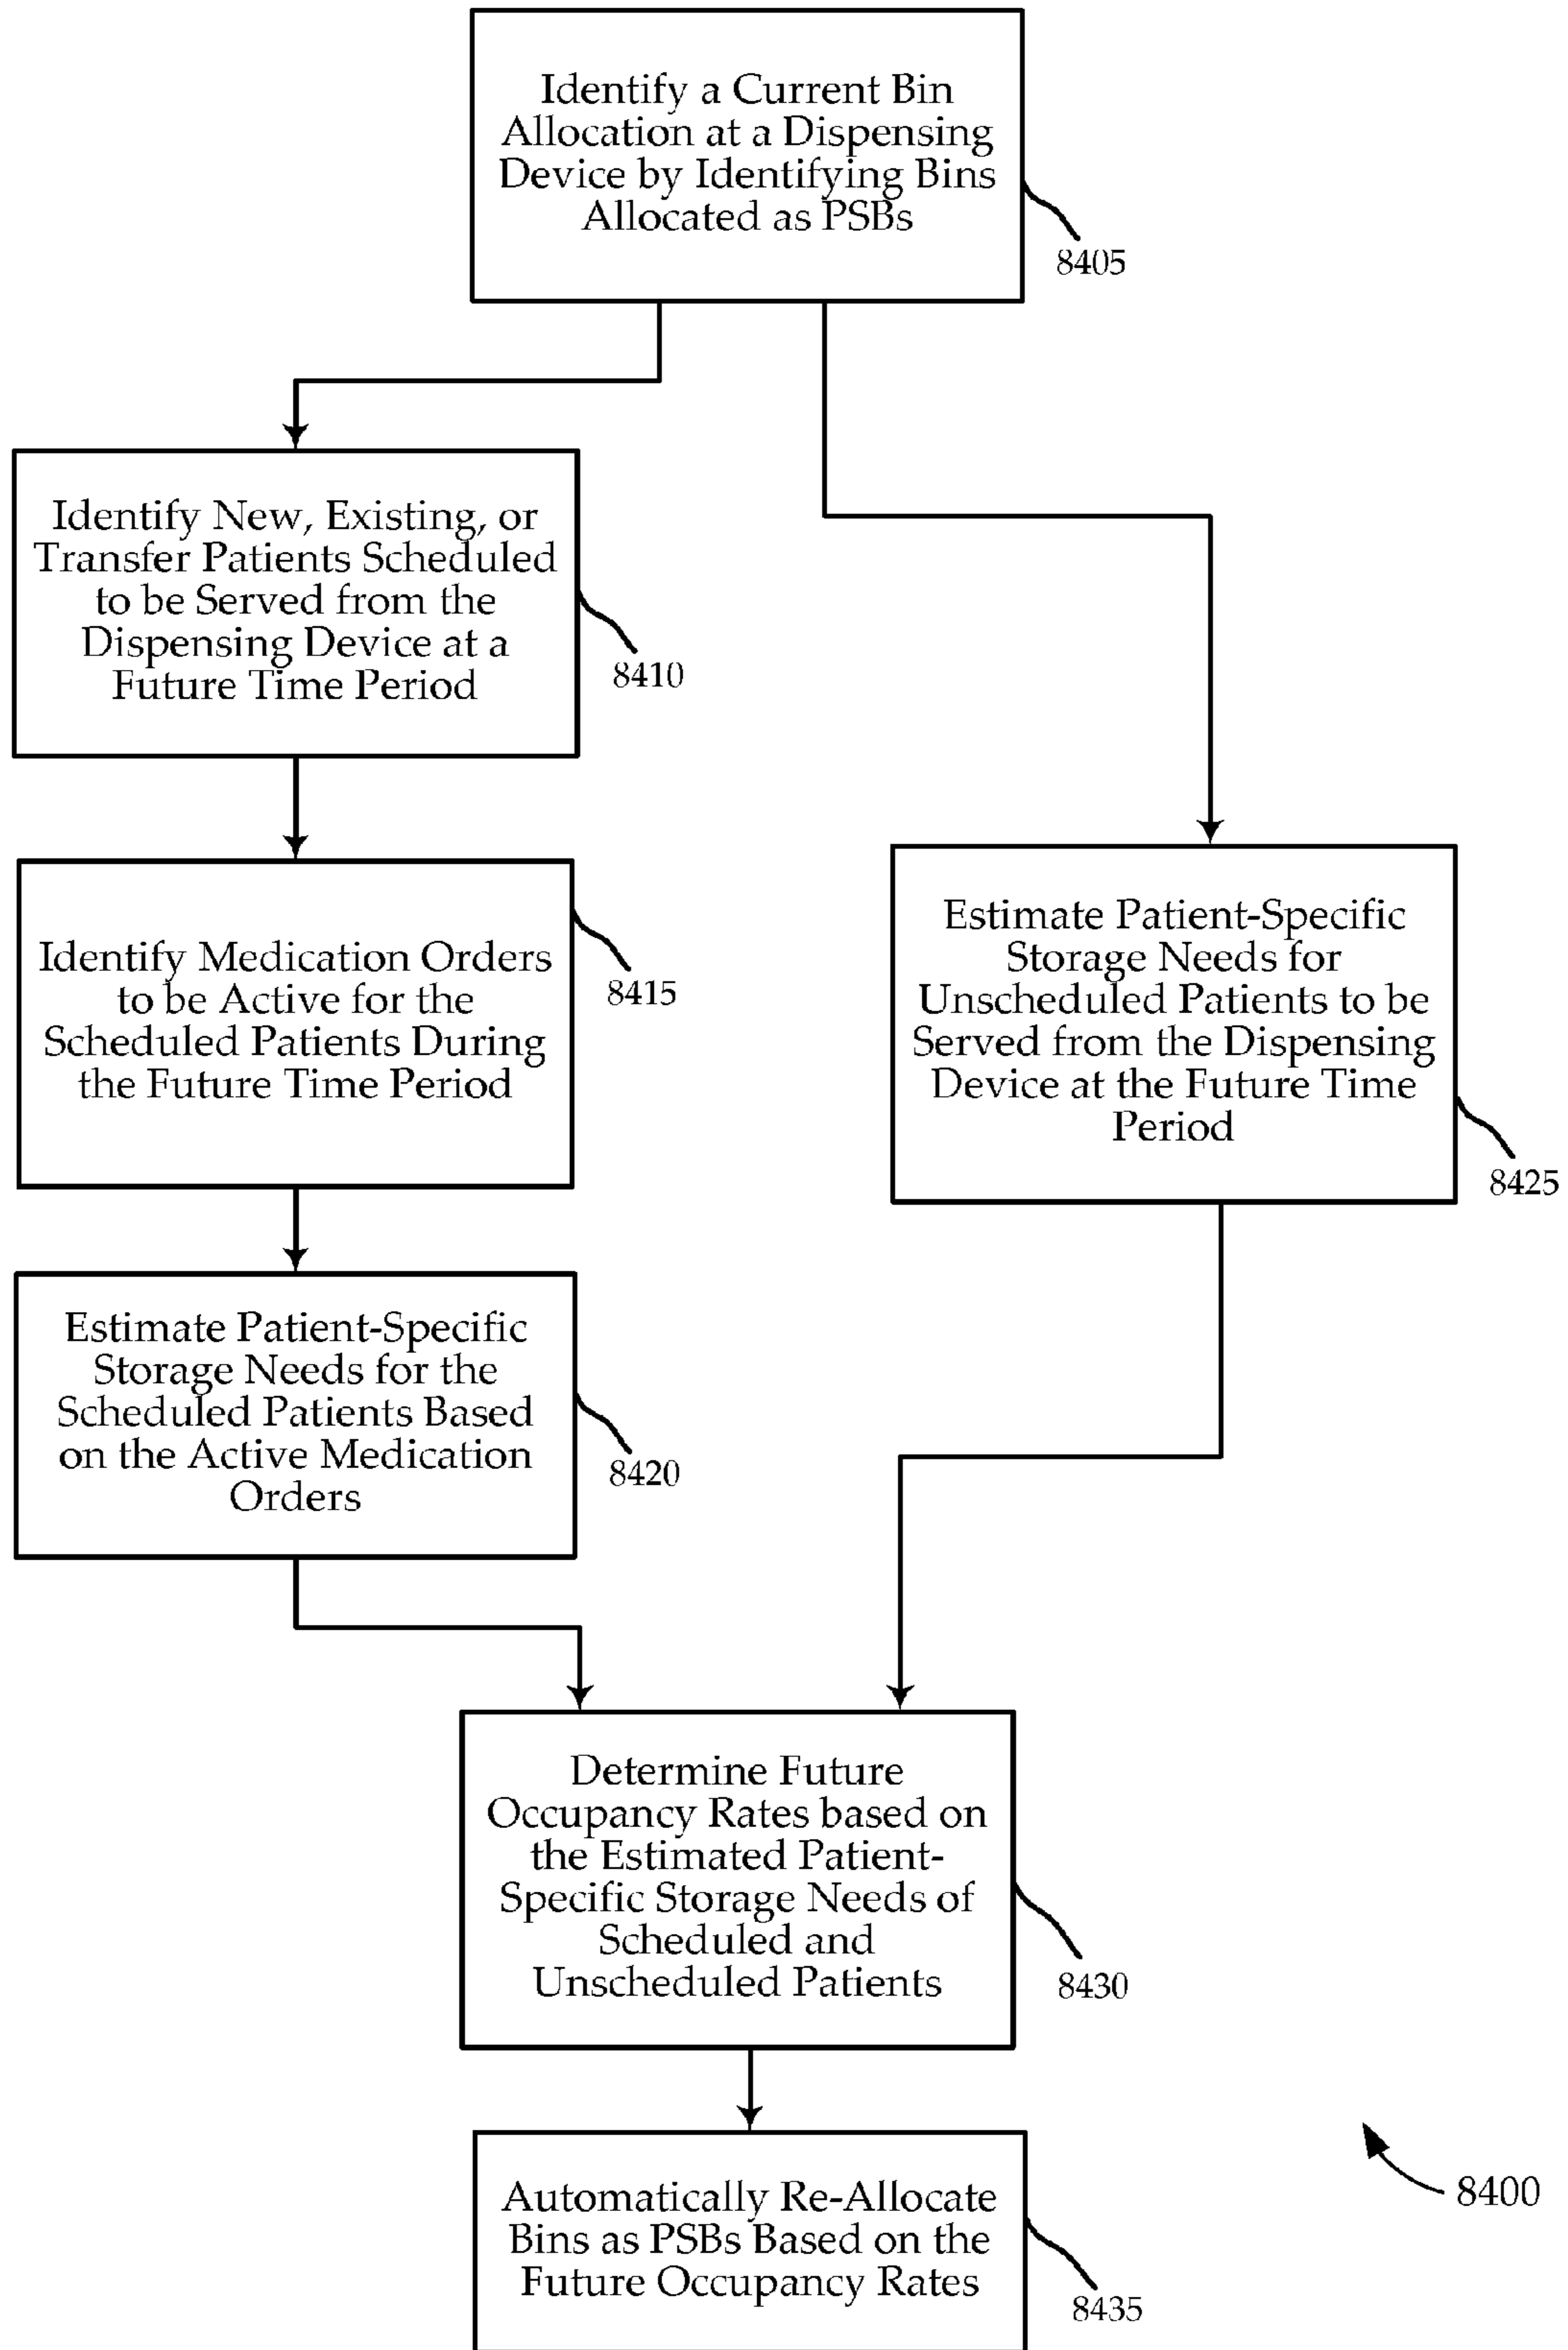 Identify a Current Bin
Allocation at a Dispensing
Device by Identifying Bins
Allocated as PSBs
8405
Identify New, Existing, or
Transfer Patients Scheduled
to be Served from the
Dispensing Device at a
Future Time Period
8410
Identify Medication Orders
to be Active for the
Scheduled Patients During
the Future Time Period
8415
Estimate Patient-Specific
Storage Needs for
Unscheduled Patients to be
Served from the Dispensing
Device at the Future Time
Period
8425
Estimate Patient-Specific
Storage Needs for the
Scheduled Patients Based
on the Active Medication
Orders
8420
Determine Future
Occupancy Rates based on
the Estimated Patient-
Specific Storage Needs of
Scheduled and
Unscheduled Patients
8430
Automatically Re-Allocate
Bins as PSBs Based on the
Future Occupancy Rates
8435
8400